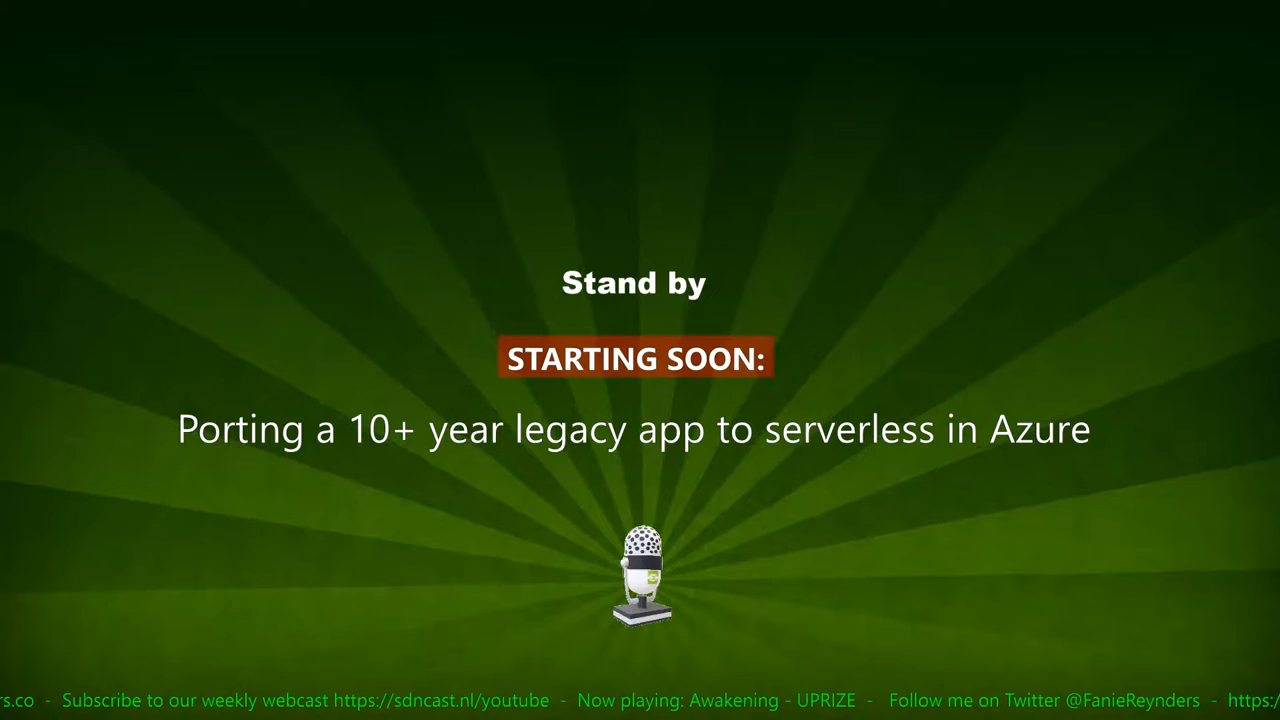 Stand by
STARTING SOON:
Porting a 10+ year legacy app to serverless in Azure
rs.co - Subscribe to our weekly webcast https://sdncast.nl/youtube - Now playing: Awakening - UPRIZE - Follow me on Twitter @FanieReynders - https:/